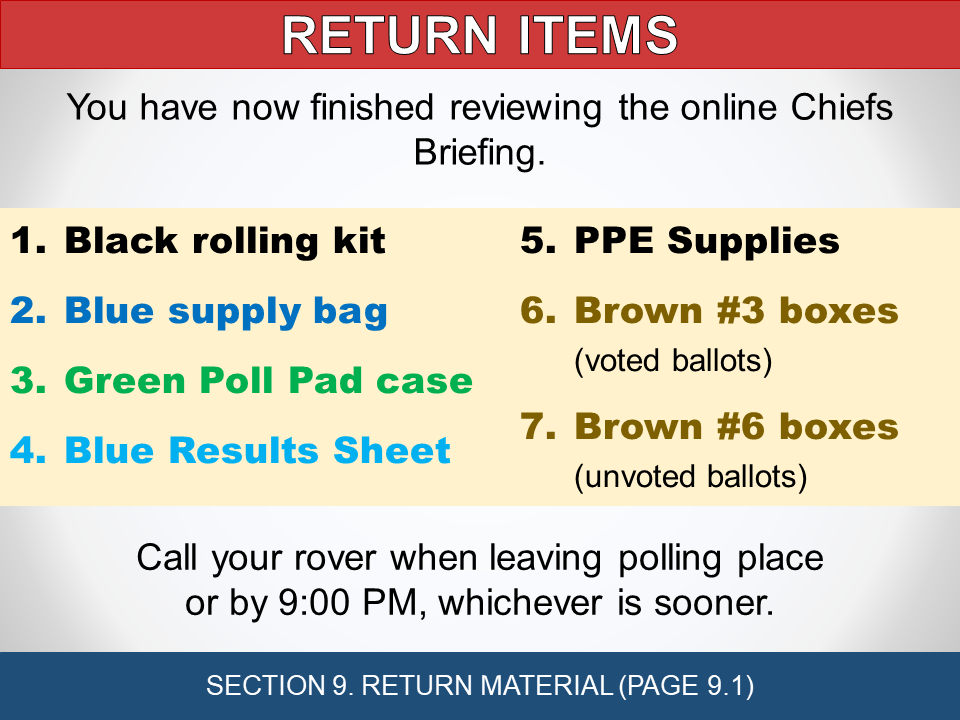 RETURN ITEMS
You have now finished reviewing the online Chiefs
Briefing.
1. Black rolling kit
2. Blue supply bag
3. Green Poll Pad case
4. Blue Results Sheet
5. PPE Supplies
6. Brown #3 boxes
(voted ballots)
7. Brown #6 boxes
(unvoted ballots)
Call your rover when leaving polling place
or by 9:00 PM, whichever is sooner.
SECTION 9. RETURN MATERIAL (PAGE 9.1)